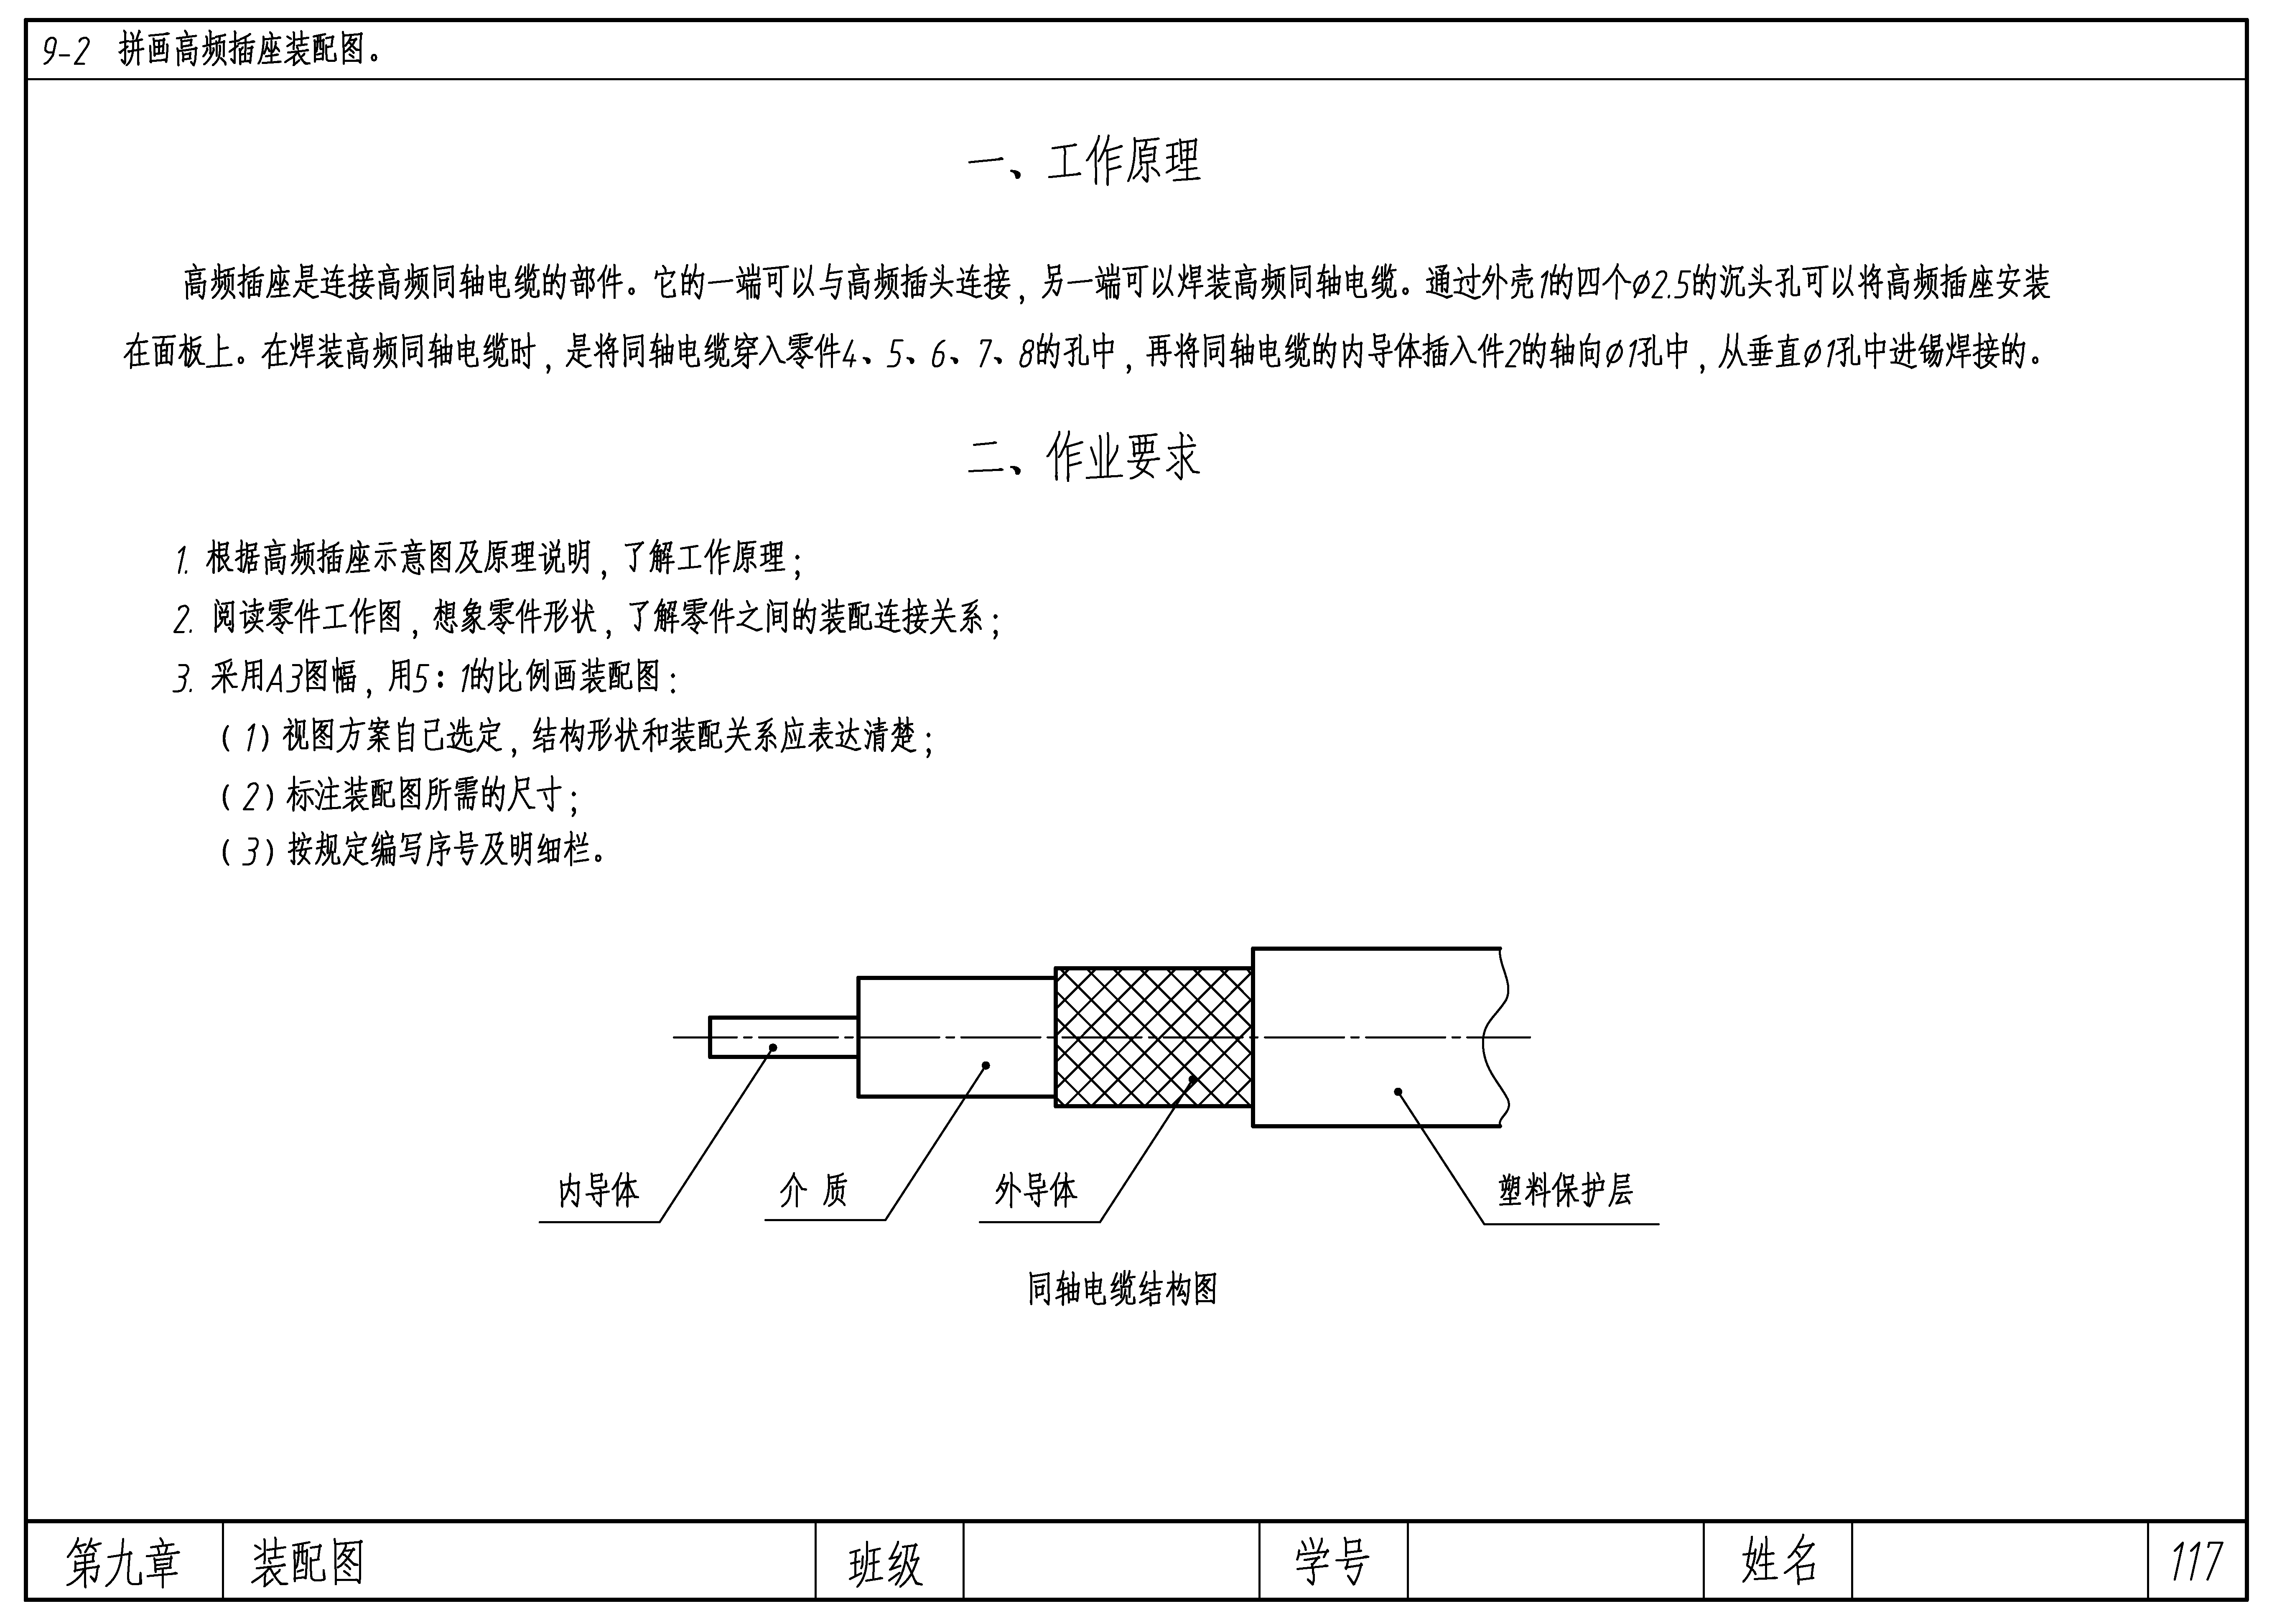 9-2 拼画高频插座装配图。
一、工作原理
高频插座是连接高频同轴电缆的部件。它的一端可以与高频插头连接，另一端可以焊装高频同轴电缆。通过外壳1的四个φ2.5的沉头孔可以将高频插座安装
在面板上。在焊装高频同轴电缆时，是将同轴电缆穿入零件4、5、6、7、8的孔中，再将同轴电缆的内导体插入件2的轴向φ1孔中，从垂直φ1孔中进锡焊接的。
二、作业要求
1. 根据高频插座示意图及原理说明，了解工作原理；
2. 阅读零件工作图，想象零件形状，了解零件之间的装配连接关系；
3. 采用A3图幅，用5：1的比例画装配图：
（1）视图方案自己选定，结构形状和装配关系应表达清楚；
（2）标注装配图所需的尺寸；
（3）按规定编写序号及明细栏。
内导体 介质 外导体 塑料保护层
同轴电缆结构图
第九章 装配图 班级 学号 姓名 117